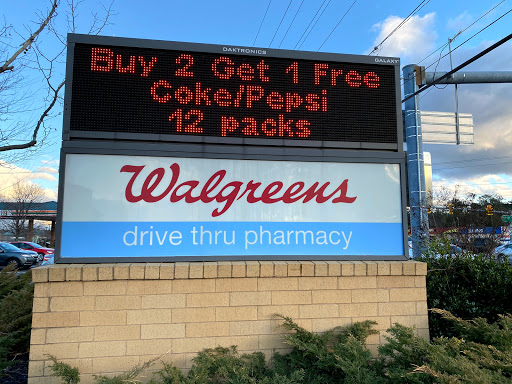 DAKTRONICS
GALAXY
Buy 2 Get 1 Free
Coke/Pepsi
12 packs
Walgreens
drive thru pharmacy